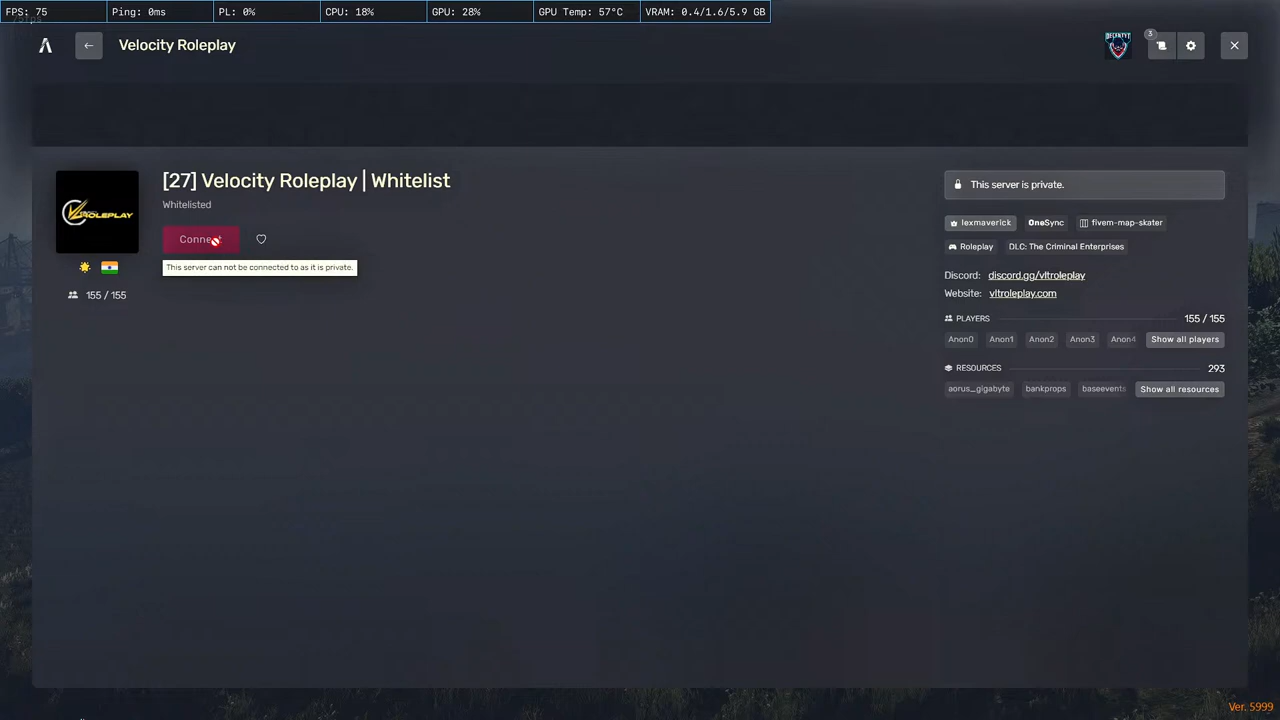 FPS: 75 Ping: 0ms PL: 0% CPU: 18% GPU: 28% GPU Temp: 57°C VRAM: 0.4/1.6/5.9 GB
Velocity Roleplay
3
[27] Velocity Roleplay | Whitelist
Whitelisted
Connect
This server can not be connected to as it is private.
ROLEPLAY
155 / 155
This server is private.
lexmaverick OneSync fivem-map-skater
Roleplay DLC: The Criminal Enterprises
Discord: discord.gg/vltroleplay
Website: vltroleplay.com
PLAYERS 155 / 155
Anon0 Anon1 Anon2 Anon3 Anon4 Show all players
RESOURCES 293
aorus_gigabyte bankprops baseevents Show all resources
Ver. 5999